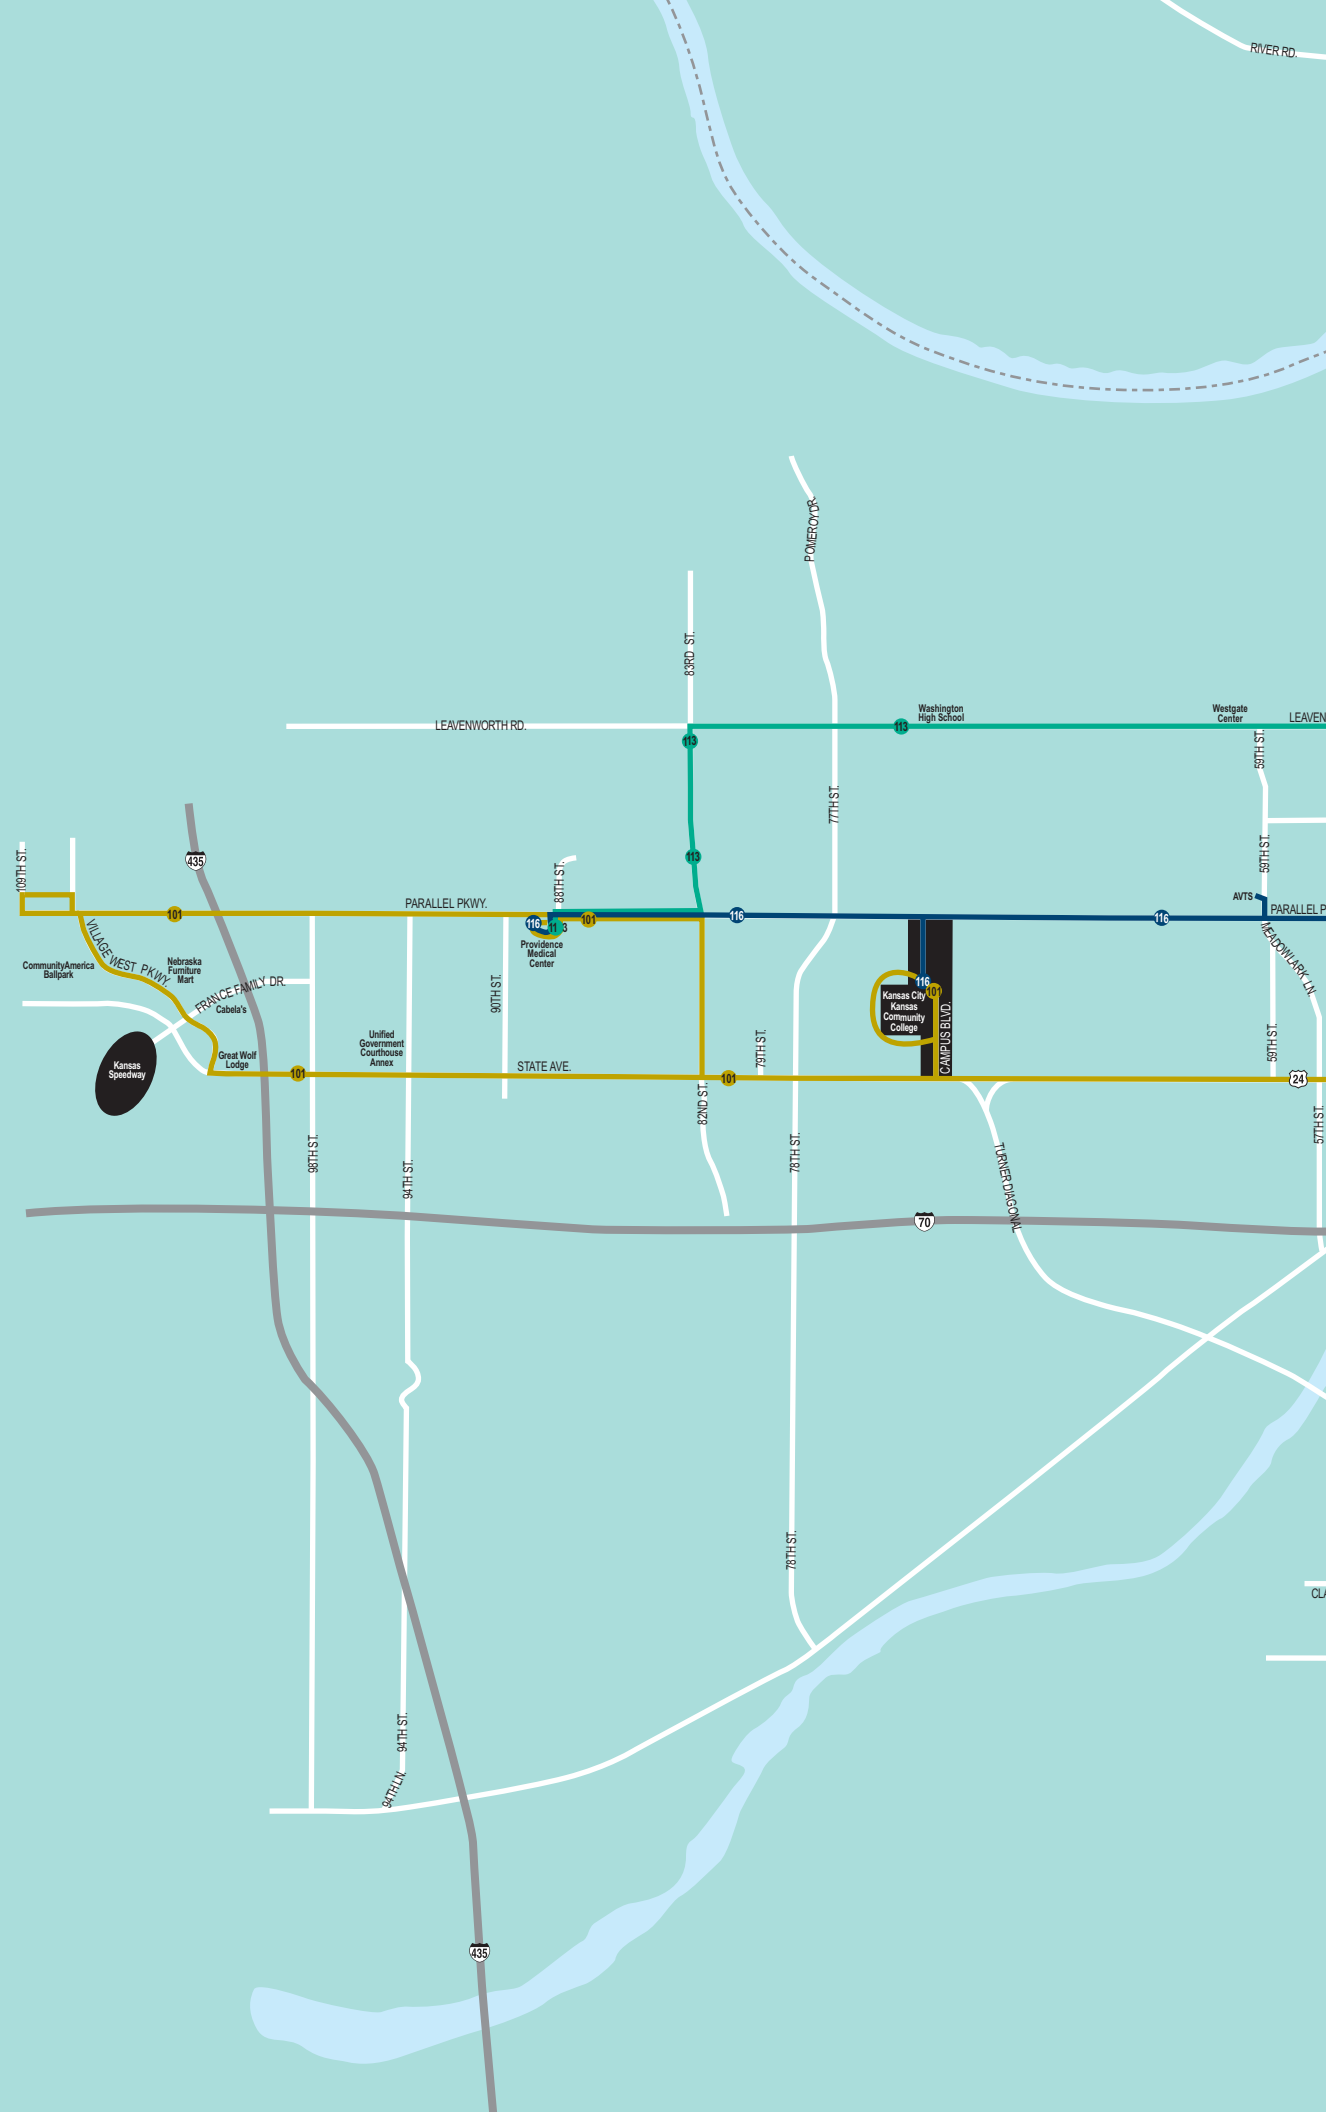 RIVER RD.
POMEROY DR.
83RD ST.
Washington
High School
Westgate
Center
LEAVEN
LEAVENWORTH RD.
113
113
59TH ST.
77TH ST.
435
109TH ST.
113
59TH ST.
88TH ST.
AVTS
PARALLEL PKWY.
PARALLEL P
101
116
113
101
116
116
Providence
Medical
Center
VILLAGE WEST PKWY.
MEADOWLARK LN.
CommunityAmerica
Ballpark
Nebraska
Furniture
Mart
FRANCE FAMILY DR.
Cabela's
90TH ST.
116
101
Kansas City
Kansas
Community
College
CAMPUS BLVD.
Unified
Government
Courthouse
Annex
79TH ST.
59TH ST.
Great Wolf
Lodge
Kansas
Speedway
STATE AVE.
101
101
24
82ND ST.
57TH ST.
98TH ST.
94TH ST.
78TH ST.
TURNER DIAGONAL
70
78TH ST.
CLA
94TH ST.
94TH LN.
435